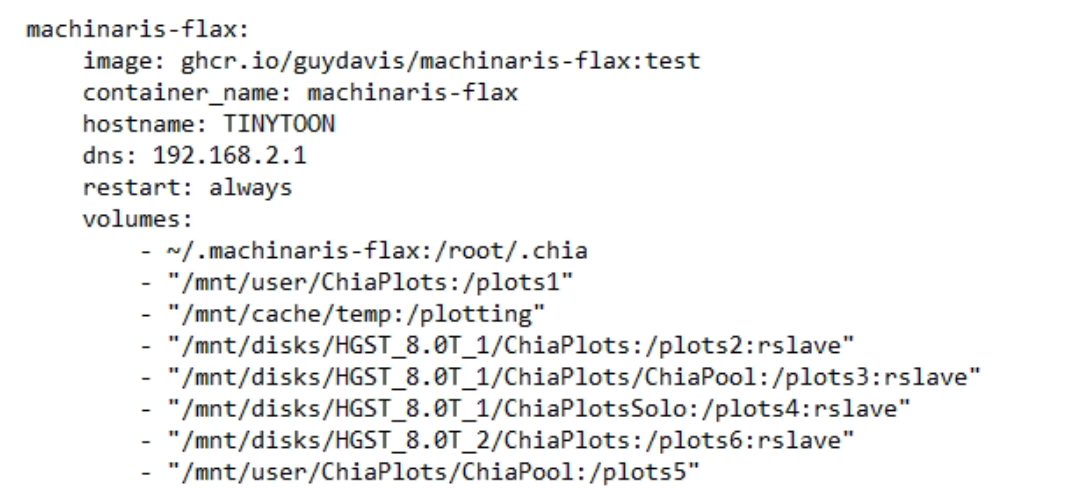 machinaris-flax:
image: ghcr.io/guydavis/machinaris-flax:test
container_name: machinaris-flax
hostname: TINYTOON
dns: 192.168.2.1
restart: always
volumes:
- ~/.machinaris-flax:/root/.chia
- "/mnt/user/ChiaPlots:/plots1"
- "/mnt/cache/temp:/plotting"
- "/mnt/disks/HGST_8.0T_1/ChiaPlots:/plots2:rslave"
- "/mnt/disks/HGST_8.0T_1/ChiaPlots/ChiaPool:/plots3:rslave"
- "/mnt/disks/HGST_8.0T_1/ChiaPlotsSolo:/plots4:rslave"
- "/mnt/disks/HGST_8.0T_2/ChiaPlots:/plots6:rslave"
- "/mnt/user/ChiaPlots/ChiaPool:/plots5"